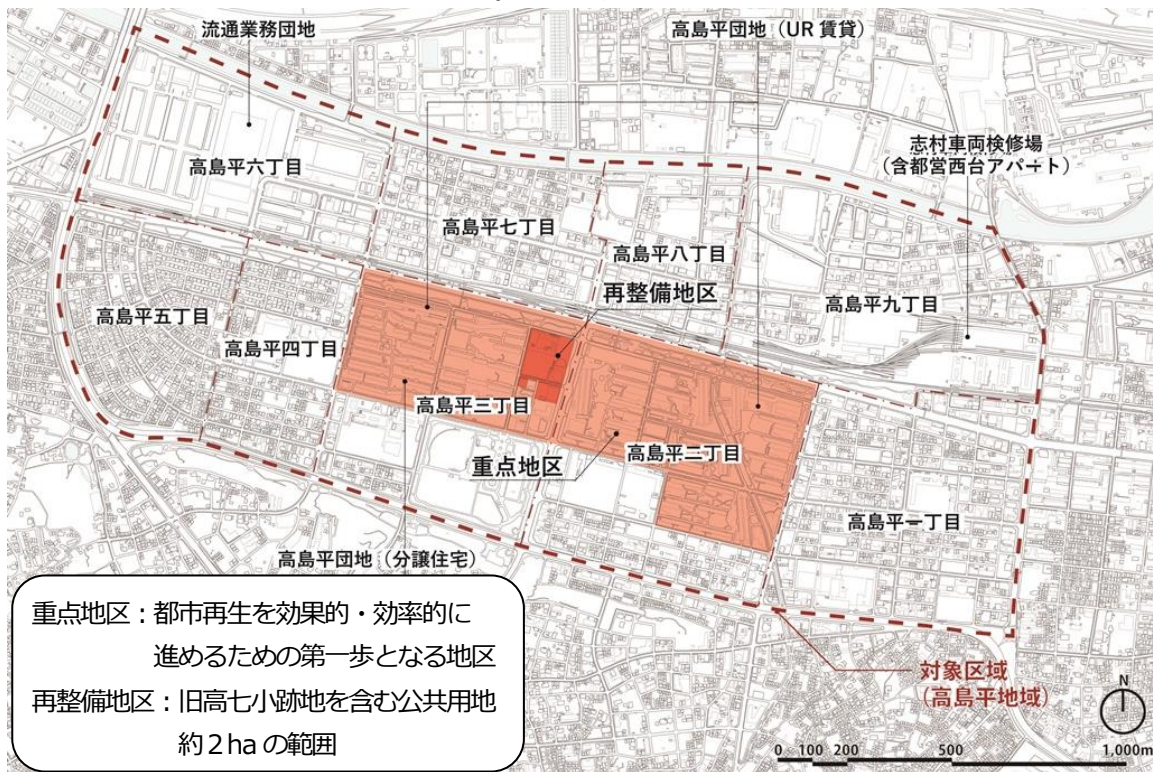 流通業務団地
高島平団地（UR 賃貸）
志村車両検修場
（含都営西台アパート）
高島平六丁目
高島平七丁目
高島平八丁目
再整備地区
高島平九丁目
高島平五丁目
高島平四丁目
高島平三丁目
高島平二丁目
重点地区
高島平一丁目
高島平団地（分譲住宅）
重点地区：都市再生を効果的・効率的に
進めるための第一歩となる地区
再整備地区：旧高七小跡地を含む公共用地
約２ha の範囲
対象区域
（高島平地域）
N
0 100 200 500 1,000m